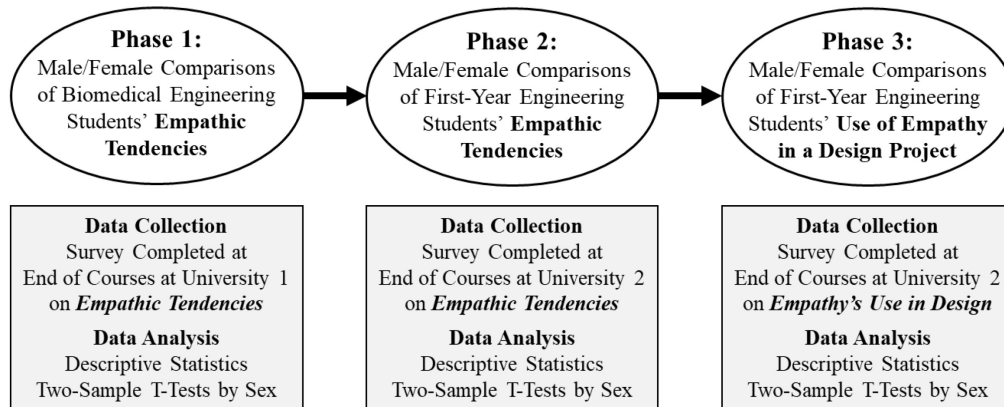 Phase 1:
Male/Female Comparisons
of Biomedical Engineering
Students' Empathic
Tendencies
Phase 2:
Male/Female Comparisons
of First-Year Engineering
Students' Empathic
Tendencies
Phase 3:
Male/Female Comparisons
of First-Year Engineering
Students' Use of Empathy
in a Design Project
Data Collection
Survey Completed at
End of Courses at University 1
on Empathic Tendencies
Data Analysis
Descriptive Statistics
Two-Sample T-Tests by Sex
Data Collection
Survey Completed at
End of Courses at University 2
on Empathic Tendencies
Data Analysis
Descriptive Statistics
Two-Sample T-Tests by Sex
Data Collection
Survey Completed at
End of Courses at University 2
on Empathy's Use in Design
Data Analysis
Descriptive Statistics
Two-Sample T-Tests by Sex